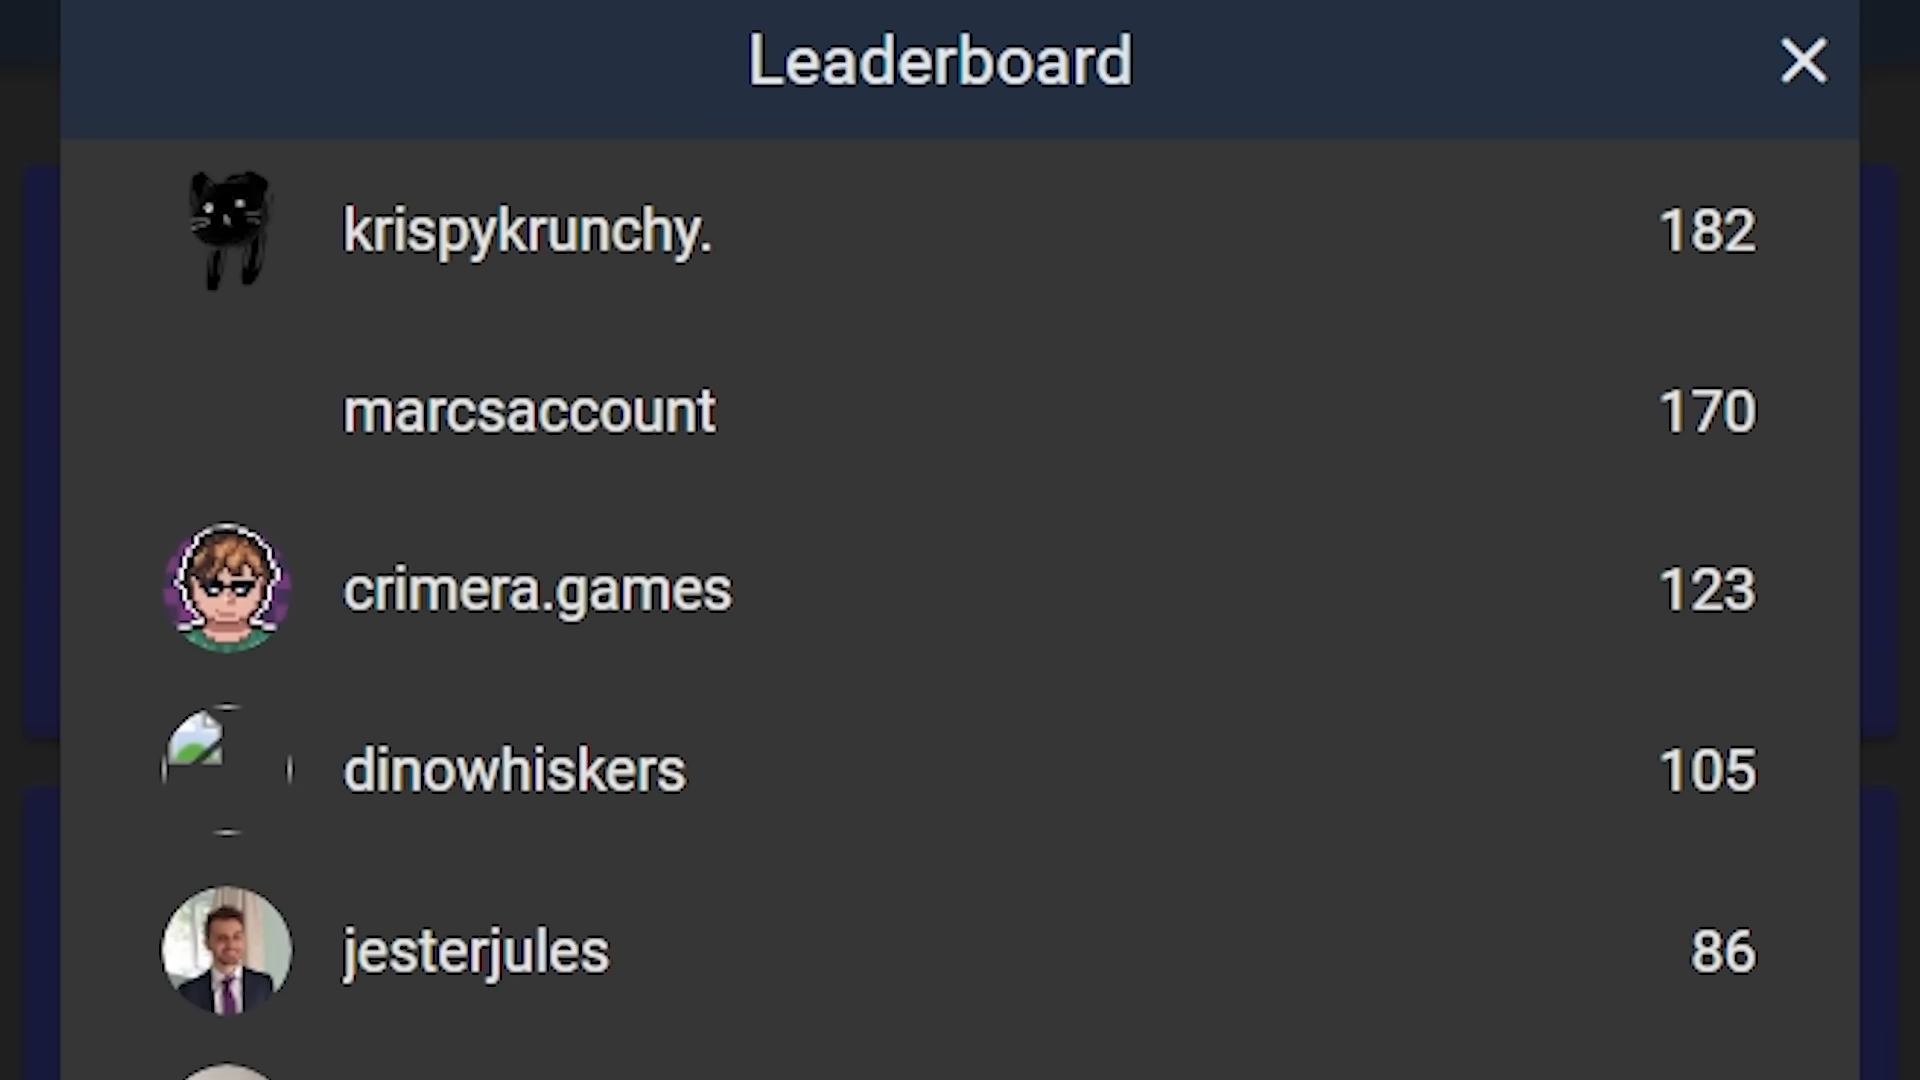 Leaderboard
krispykrunchy. 182
marcsaccount 170
crimera.games 123
dinowhiskers 105
jesterjules 86